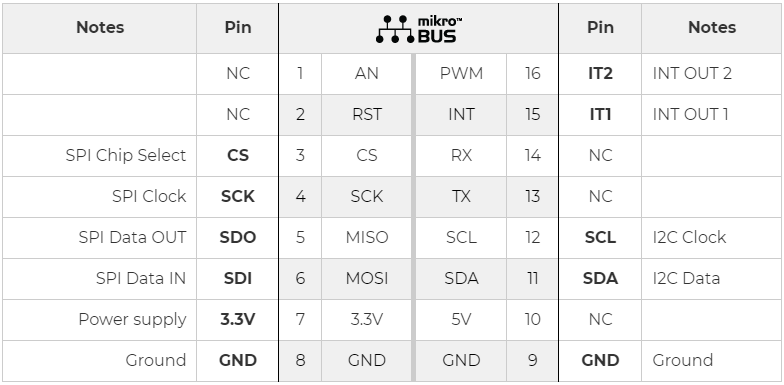 Notes Pin mikro™ BUS Pin Notes
NC 1 AN PWM 16 IT2 INT OUT 2
NC 2 RST INT 15 IT1 INT OUT 1
SPI Chip Select CS 3 CS RX 14 NC
SPI Clock SCK 4 SCK TX 13 NC
SPI Data OUT SDO 5 MISO SCL 12 SCL I2C Clock
SPI Data IN SDI 6 MOSI SDA 11 SDA I2C Data
Power supply 3.3V 7 3.3V 5V 10 NC
Ground GND 8 GND GND 9 GND Ground